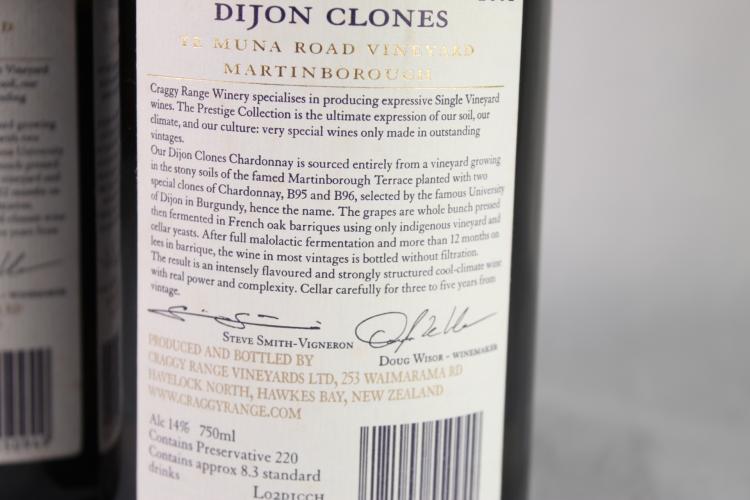 DIJON CLONES
TE MUNA ROAD VINEYARD
MARTINBOROUGH
Craggy Range Winery specialises in producing expressive Single Vineyard
wines. The Prestige Collection is the ultimate expression of our soil, our
climate, and our culture: very special wines only made in outstanding
vintages.
Our Dijon Clones Chardonnay is sourced entirely from a vineyard growing
in the stony soils of the famed Martinborough Terrace planted with two
special clones of Chardonnay, B95 and B96, selected by the famous University
of Dijon in Burgundy, hence the name. The grapes are whole bunch pressed
then fermented in French oak barriques using only indigenous vineyard and
cellar yeasts. After full malolactic fermentation and more than 12 months on
lees in barrique, the wine in most vintages is bottled without filtration.
The result is an intensely flavoured and strongly structured cool-climate wine
with real power and complexity. Cellar carefully for three to five years from
vintage.
STEVE SMITH-VIGNERON
DOUG WISOR - WINEMAKER
PRODUCED AND BOTTLED BY
CRAGGY RANGE VINEYARDS LTD, 253 WAIMARAMA RD
HAVELOCK NORTH, HAWKES BAY, NEW ZEALAND
WWW.CRAGGYRANGE.COM
Alc 14% 750ml
Contains Preservative 220
Contains approx 8.3 standard
drinks
L02DICCH